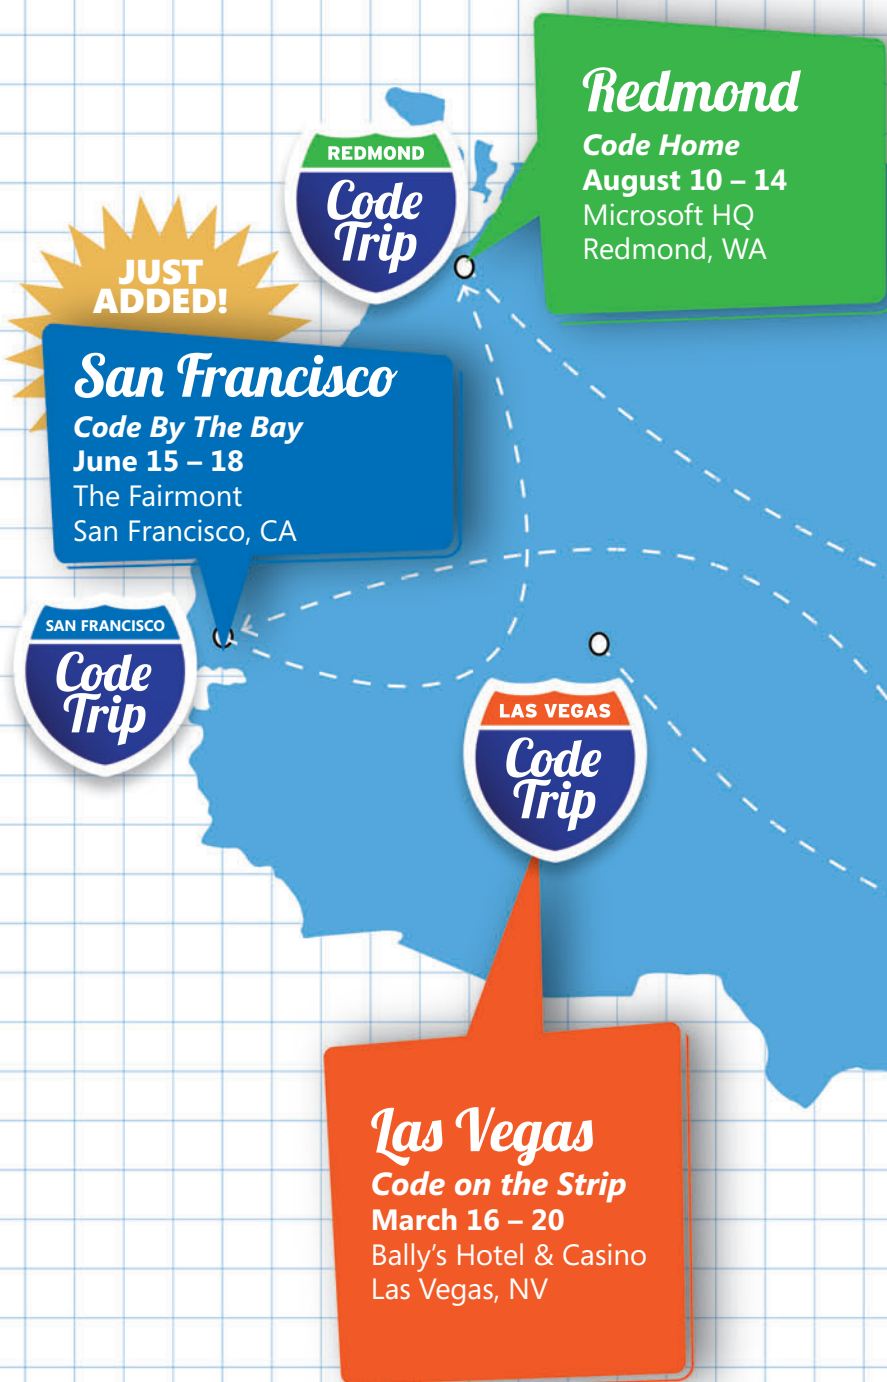 Redmond
Code Home
August 10 – 14
Microsoft HQ
Redmond, WA
REDMOND
Code
Trip
JUST
ADDED!
San Francisco
Code By The Bay
June 15 – 18
The Fairmont
San Francisco, CA
SAN FRANCISCO
Code
Trip
LAS VEGAS
Code
Trip
Las Vegas
Code on the Strip
March 16 – 20
Bally’s Hotel & Casino
Las Vegas, NV